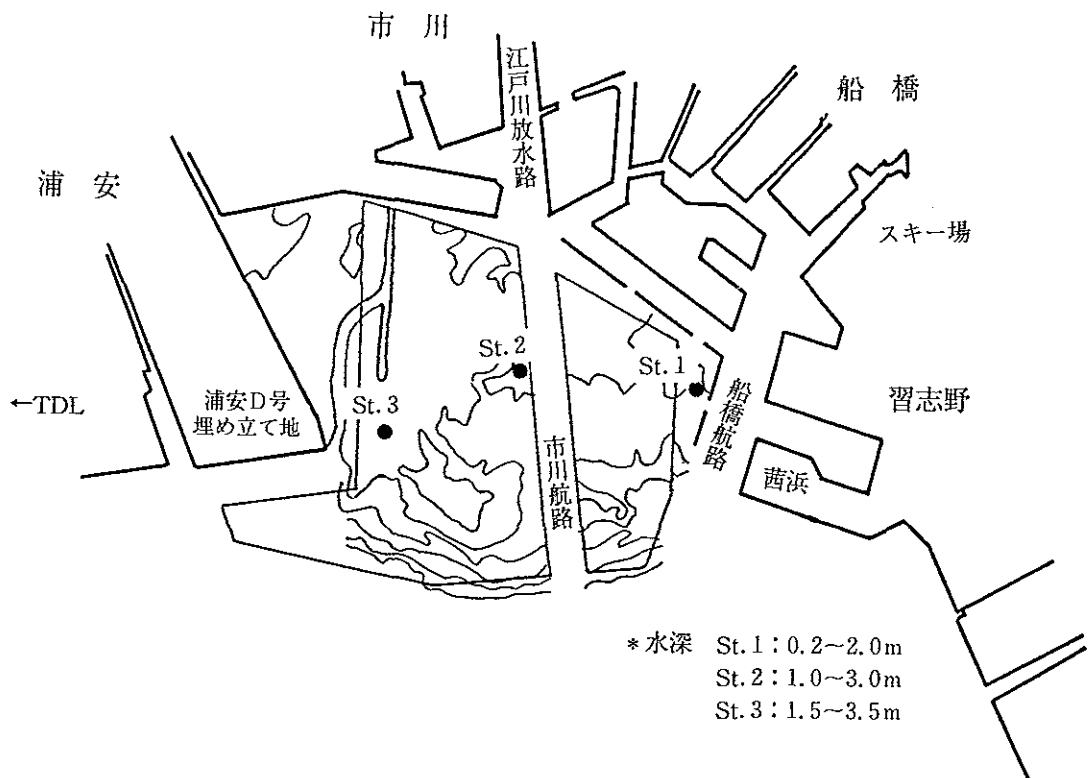 市川
江戸川放水路
船橋
浦安
スキー場
St.2
St.1
←TDL
浦安D号
埋め立て地
St.3
船橋航路
習志野
市川航路
茜浜
*水深 St.1:0.2~2.0m
St.2:1.0~3.0m
St.3:1.5~3.5m